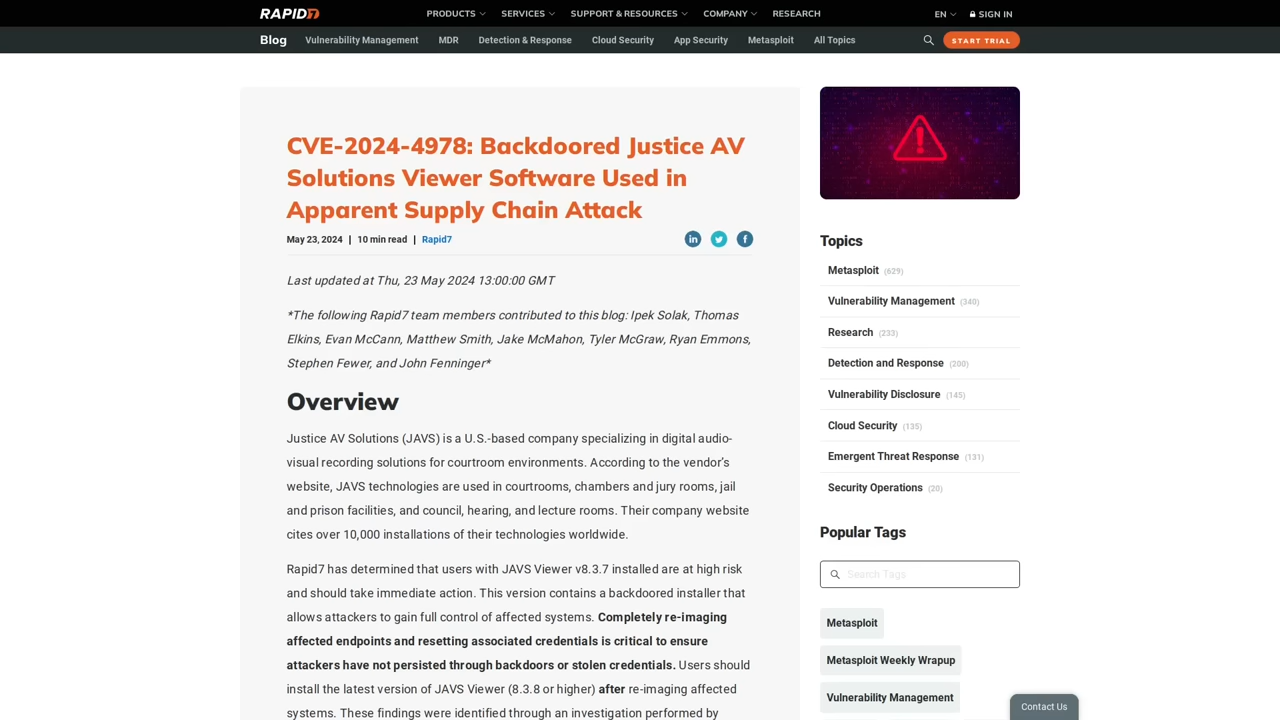 RAPID7
PRODUCTS SERVICES SUPPORT & RESOURCES COMPANY RESEARCH EN SIGN IN
Blog Vulnerability Management MDR Detection & Response Cloud Security App Security Metasploit All Topics START TRIAL
CVE-2024-4978: Backdoored Justice AV
Solutions Viewer Software Used in
Apparent Supply Chain Attack
May 23, 2024 | 10 min read | Rapid7
Last updated at Thu, 23 May 2024 13:00:00 GMT
*The following Rapid7 team members contributed to this blog: Ipek Solak, Thomas
Elkins, Evan McCann, Matthew Smith, Jake McMahon, Tyler McGraw, Ryan Emmons,
Stephen Fewer, and John Fenninger*
Overview
Justice AV Solutions (JAVS) is a U.S.-based company specializing in digital audio-
visual recording solutions for courtroom environments. According to the vendor's
website, JAVS technologies are used in courtrooms, chambers and jury rooms, jail
and prison facilities, and council, hearing, and lecture rooms. Their company website
cites over 10,000 installations of their technologies worldwide.
Rapid7 has determined that users with JAVS Viewer v8.3.7 installed are at high risk
and should take immediate action. This version contains a backdoored installer that
allows attackers to gain full control of affected systems. Completely re-imaging
affected endpoints and resetting associated credentials is critical to ensure
attackers have not persisted through backdoors or stolen credentials. Users should
install the latest version of JAVS Viewer (8.3.8 or higher) after re-imaging affected
systems. These findings were identified through an investigation performed by
Topics
Metasploit (629)
Vulnerability Management (340)
Research (233)
Detection and Response (200)
Vulnerability Disclosure (145)
Cloud Security (135)
Emergent Threat Response (131)
Security Operations (20)
Popular Tags
Search Tags
Metasploit
Metasploit Weekly Wrapup
Vulnerability Management
Contact Us